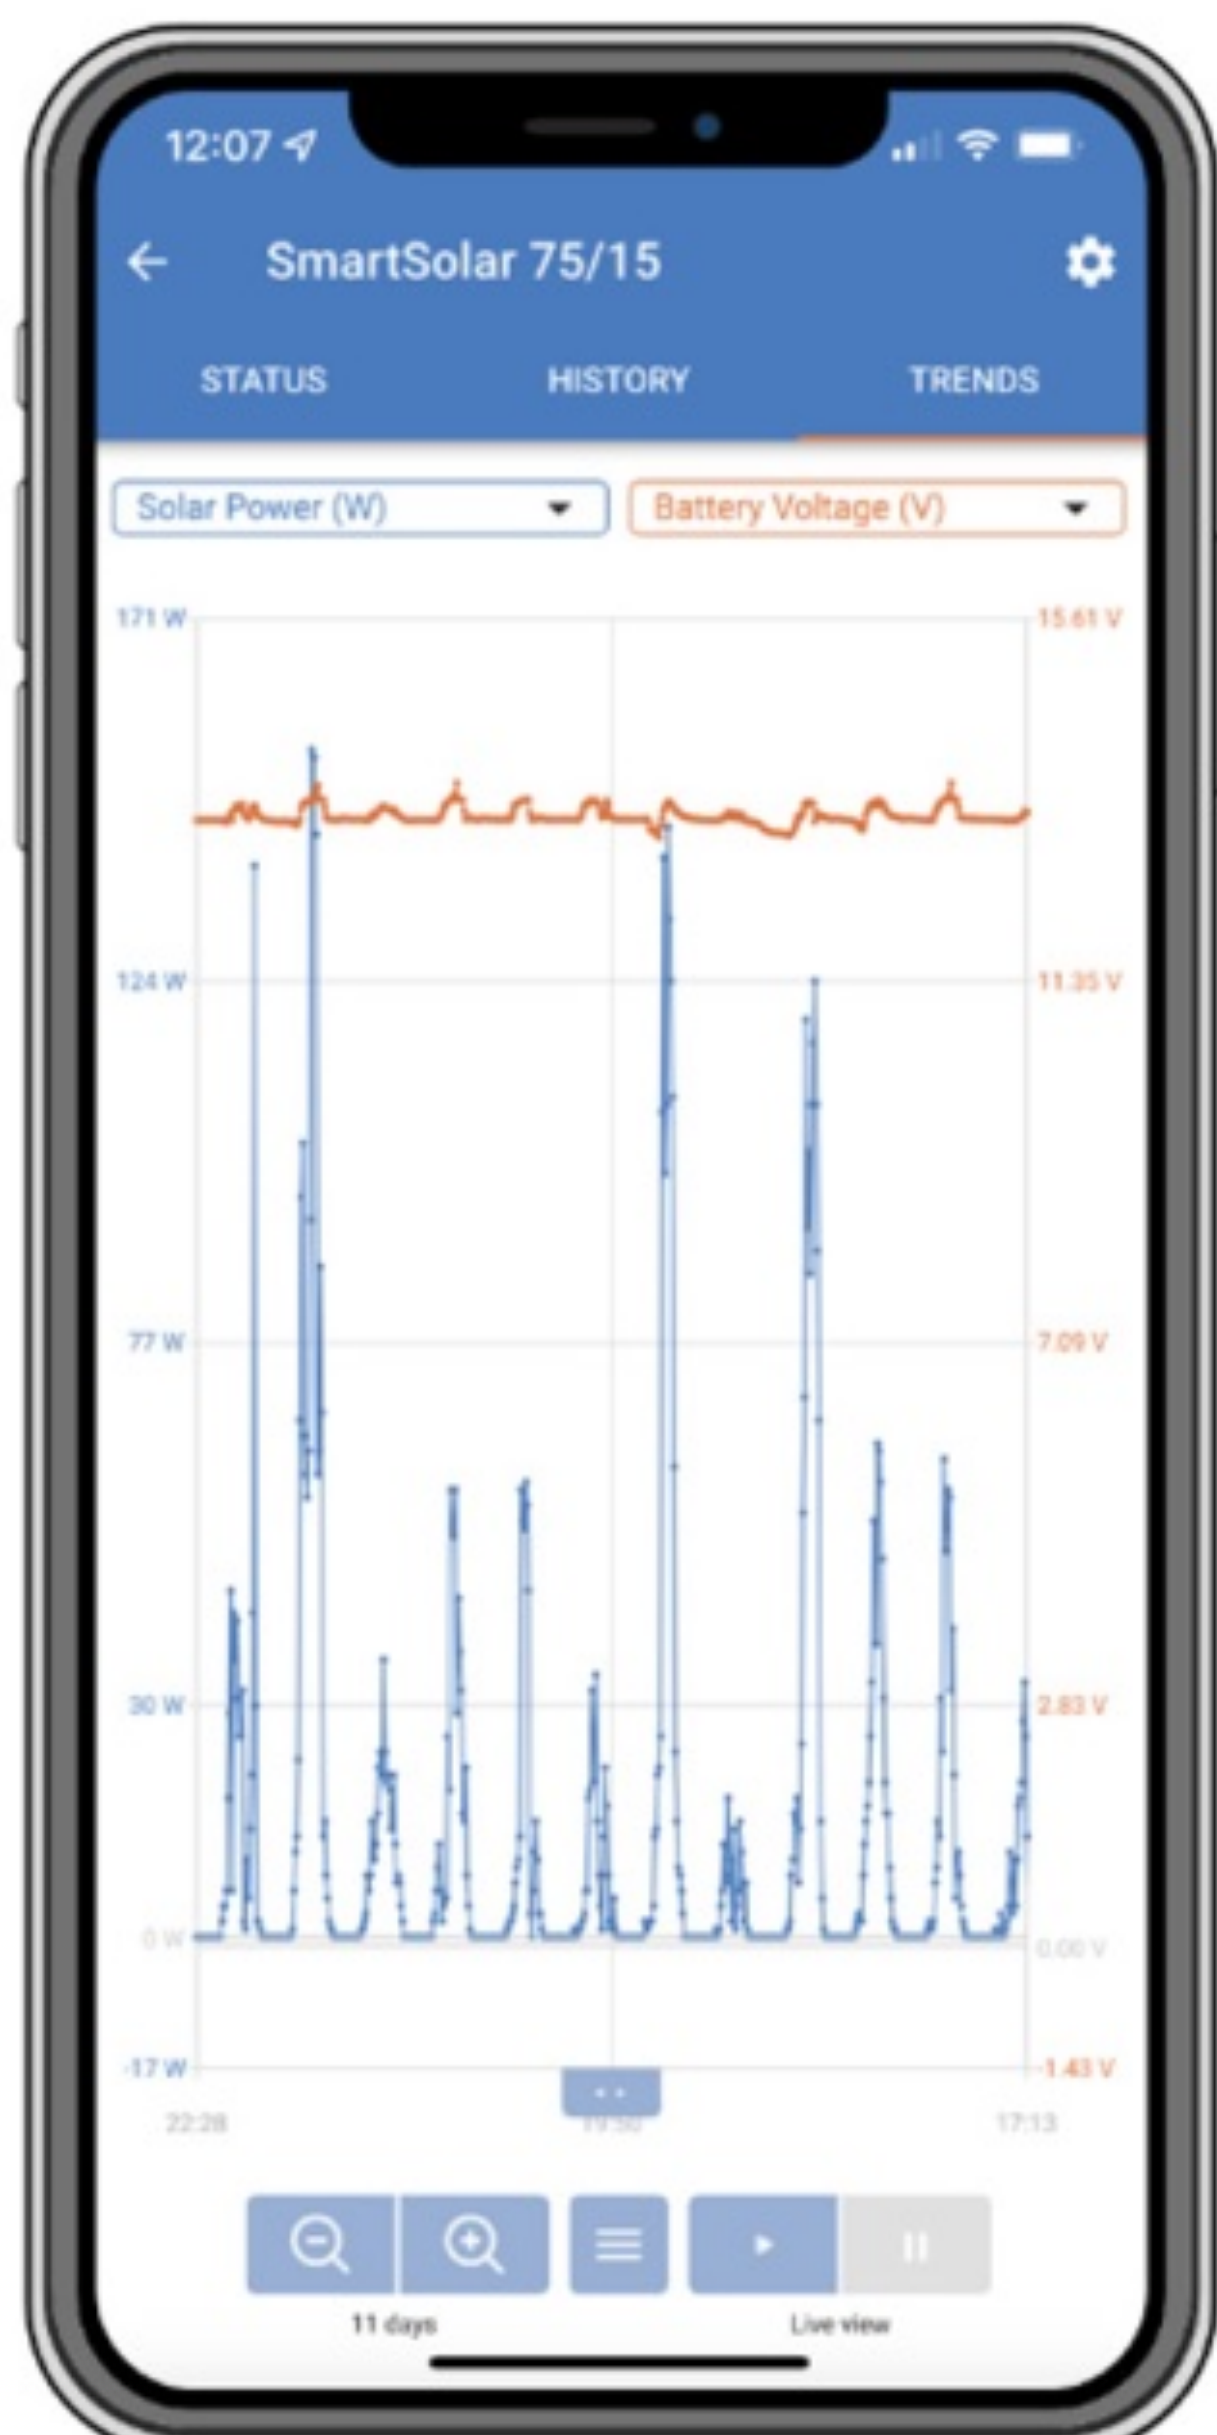 12:07
SmartSolar 75/15
STATUS HISTORY TRENDS
Solar Power (W) Battery Voltage (V)
171 W 15.61 V
124 W 11.35 V
77 W 7.09 V
30 W 2.83 V
0 W 0.00 V
-17 W -1.43 V
22:28 19:50 17:13
11 days Live view